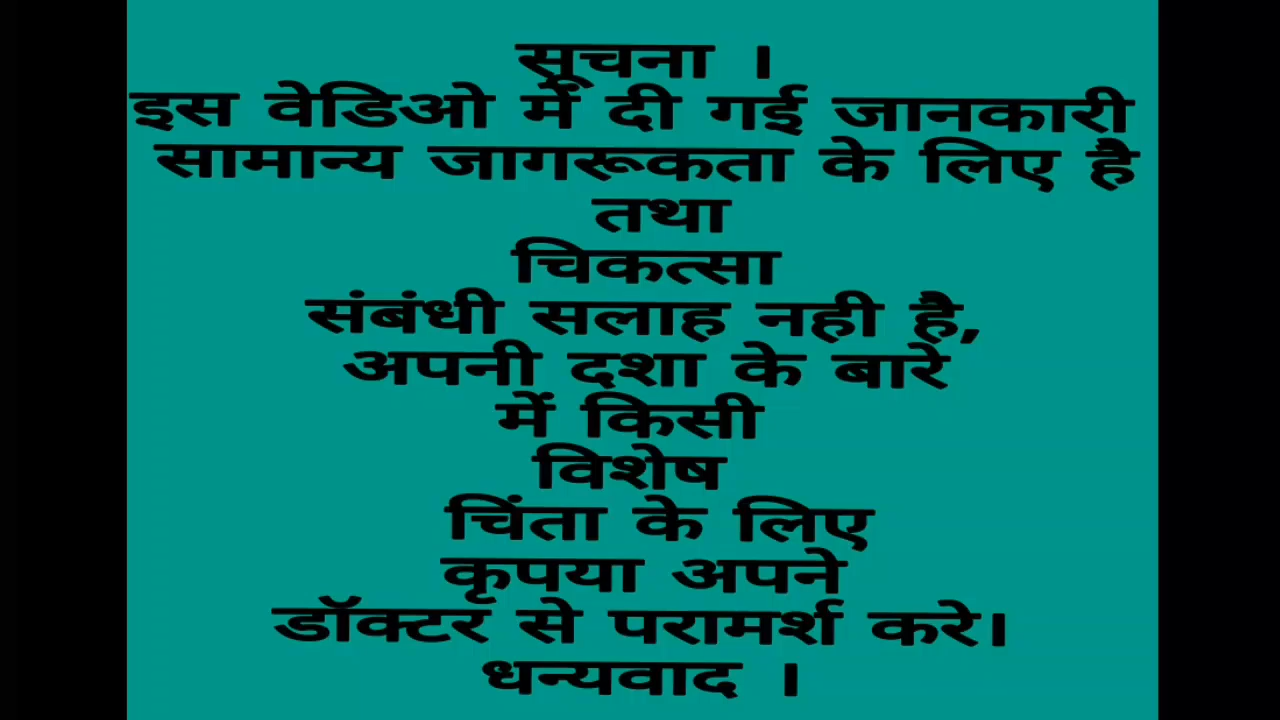 सूचना ।
इस वेडिओ में दी गई जानकारी
सामान्य जागरूकता के लिए है
तथा
चिकत्सा
संबंधी सलाह नही है,
अपनी दशा के बारे
में किसी
विशेष
चिंता के लिए
कृपया अपने
डॉक्टर से परामर्श करे।
धन्यवाद ।